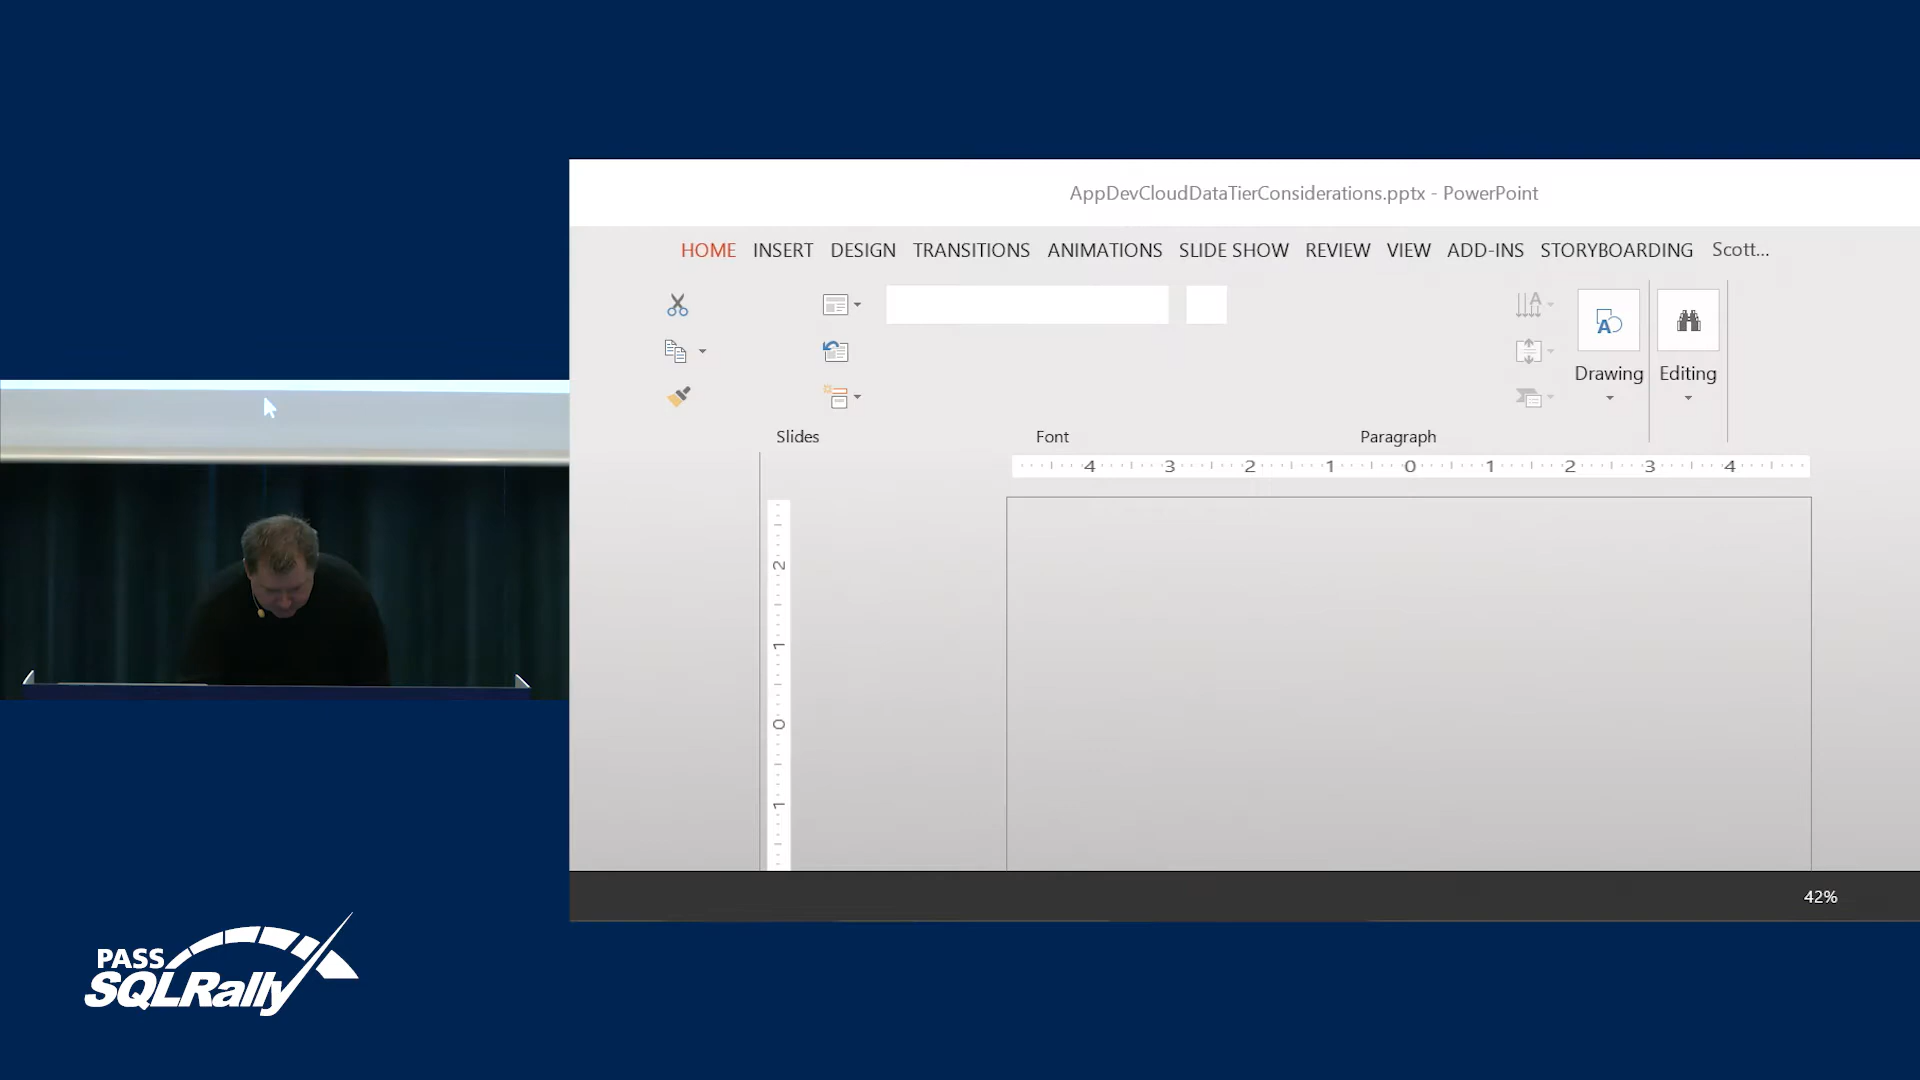 AppDevCloudDataTierConsiderations.pptx - PowerPoint
HOME INSERT DESIGN TRANSITIONS ANIMATIONS SLIDE SHOW REVIEW VIEW ADD-INS STORYBOARDING Scott...
Drawing Editing
Slides Font Paragraph
4 3 2 1 0 1 2 3 4
2
1
0
1
42%
PASS
SQLRally